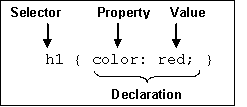 Selector Property Value
h1 { color: red; }
Declaration